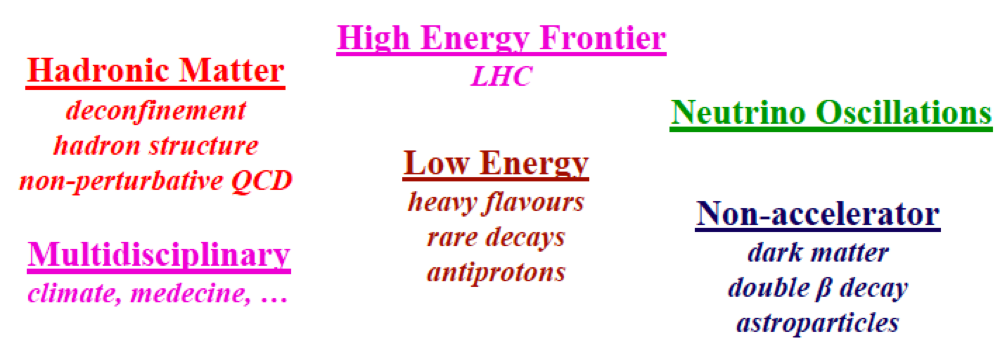 High Energy Frontier
LHC
Hadronic Matter
deconfinement
hadron structure
non-perturbative QCD
Neutrino Oscillations
Low Energy
heavy flavours
rare decays
antiprotons
Non-accelerator
dark matter
double β decay
astroparticles
Multidisciplinary
climate, medecine, …